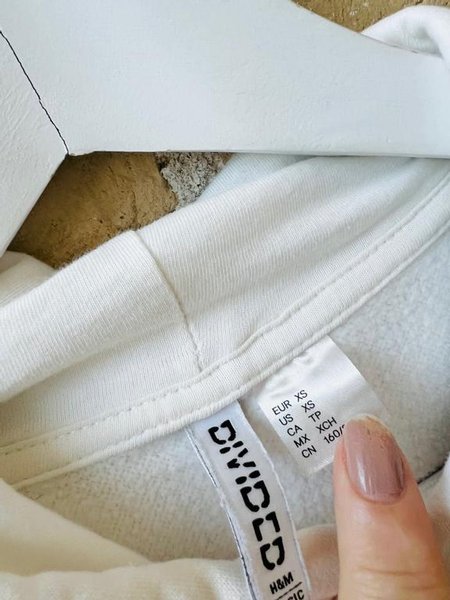 EUR XS
US XS
CA TP
MX XCH
CN 160/
DIVIDED
H&M